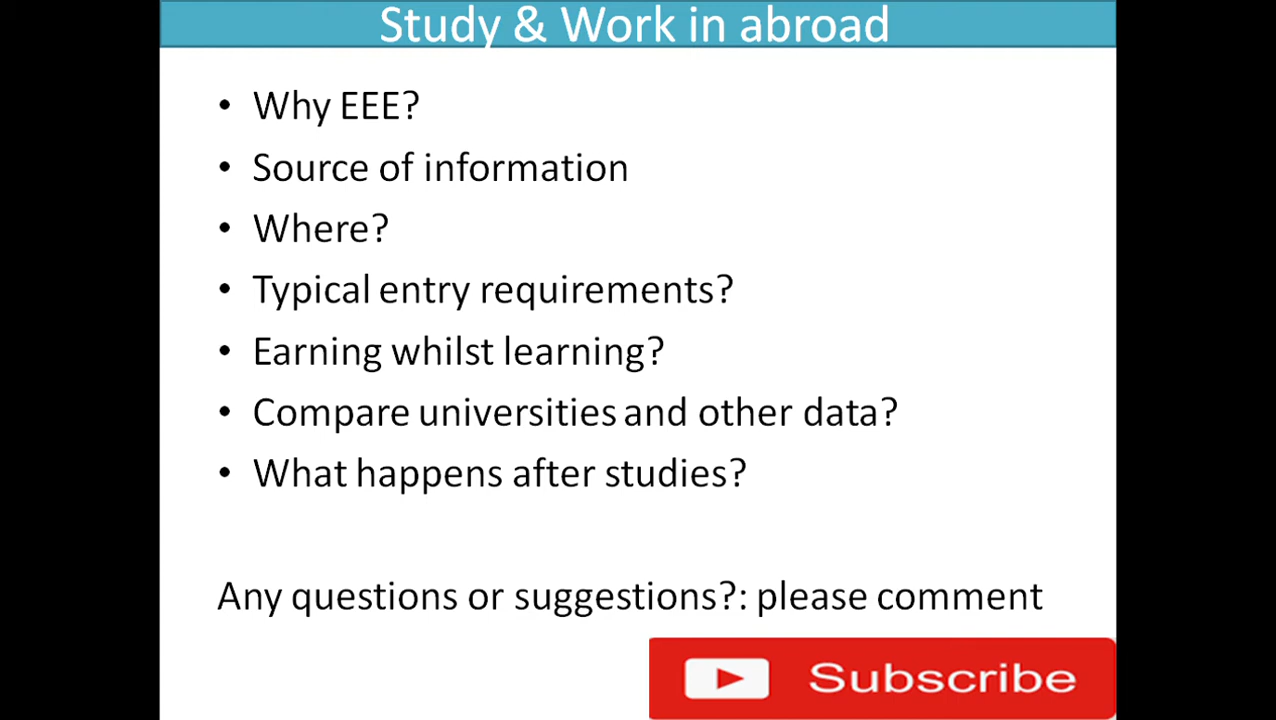 Study & Work in abroad
• Why EEE?
• Source of information
• Where?
• Typical entry requirements?
• Earning whilst learning?
• Compare universities and other data?
• What happens after studies?
Any questions or suggestions?: please comment
Subscribe